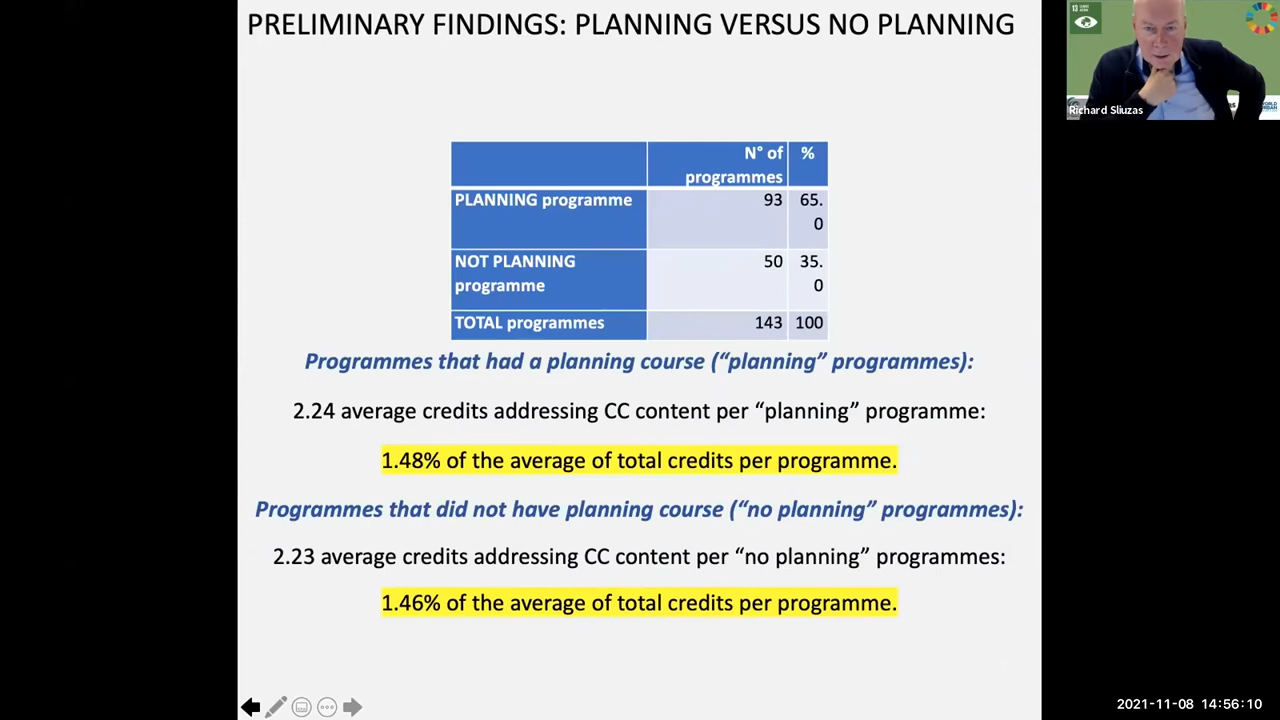 PRELIMINARY FINDINGS: PLANNING VERSUS NO PLANNING
13
Richard Sliuzas
N° of programmes %
PLANNING programme 93 65.0
NOT PLANNING programme 50 35.0
TOTAL programmes 143 100
Programmes that had a planning course (“planning” programmes):
2.24 average credits addressing CC content per “planning” programme:
1.48% of the average of total credits per programme.
Programmes that did not have planning course (“no planning” programmes):
2.23 average credits addressing CC content per “no planning” programmes:
1.46% of the average of total credits per programme.
2021-11-08 14:56:10